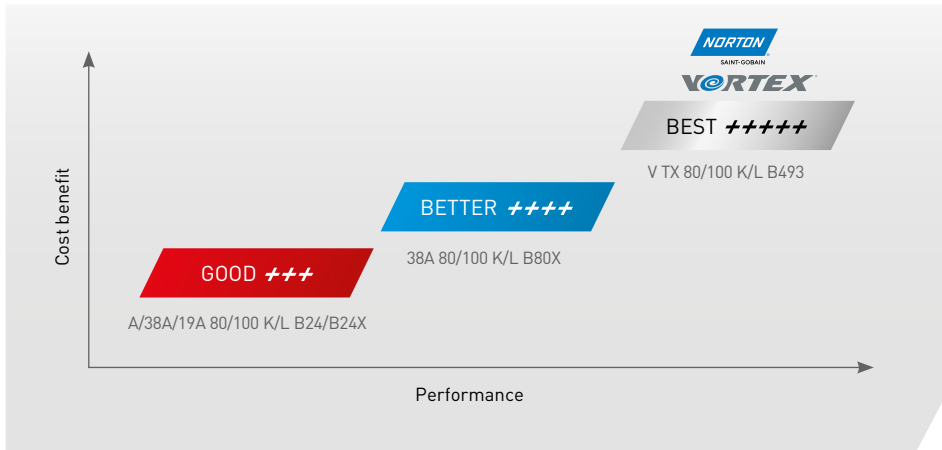 NORTON
SAINT-GOBAIN
VORTEX
BEST +++++
V TX 80/100 K/L B493
BETTER ++++
38A 80/100 K/L B80X
GOOD +++
A/38A/19A 80/100 K/L B24/B24X
Cost benefit
Performance